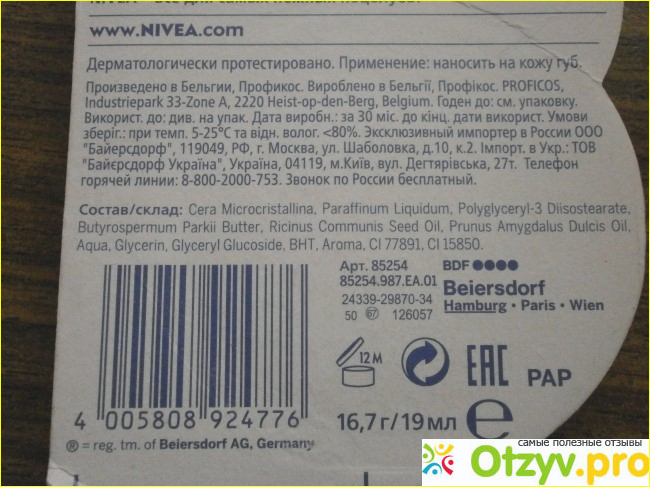 www.NIVEA.com
Дерматологически протестировано. Применение: наносить на кожу губ.
Произведено в Бельгии, Профикос. Вироблено в Бельгії, Профікос. PROFICOS,
Industriepark 33-Zone A, 2220 Heist-op-den-Berg, Belgium. Годен до: см. упаковку.
Використ. до: див. на упак. Дата вироб.: за 30 міс. до кінц. дати використ. Умови
зберіг.: при темп. 5-25°С та відн. волог. <80%. Эксклюзивный импортер в России ООО
"Байерсдорф", 119049, РФ, г. Москва, ул. Шаболовка, д.10, к.2. Імпорт. в Укр.: ТОВ
"Байєрсдорф Україна", Україна, 04119, м.Київ, вул. Дегтярівська, 27т. Телефон
горячей линии: 8-800-2000-753. Звонок по России бесплатный.
Состав/склад: Cera Microcristallina, Paraffinum Liquidum, Polyglyceryl-3 Diisostearate,
Butyrospermum Parkii Butter, Ricinus Communis Seed Oil, Prunus Amygdalus Dulcis Oil,
Aqua, Glycerin, Glyceryl Glucoside, BHT, Aroma, CI 77891, CI 15850.
Арт. 85254
85254.987.EA.01
24339-29870-34
50 67 126057
BDF ●●●●
Beiersdorf
Hamburg • Paris • Wien
12 M
EAC
PAP
4 005808 924776
16,7 г/19 мл e
® = reg. tm. of Beiersdorf AG, Germany
самые полезные отзывы
Otzyv.pro